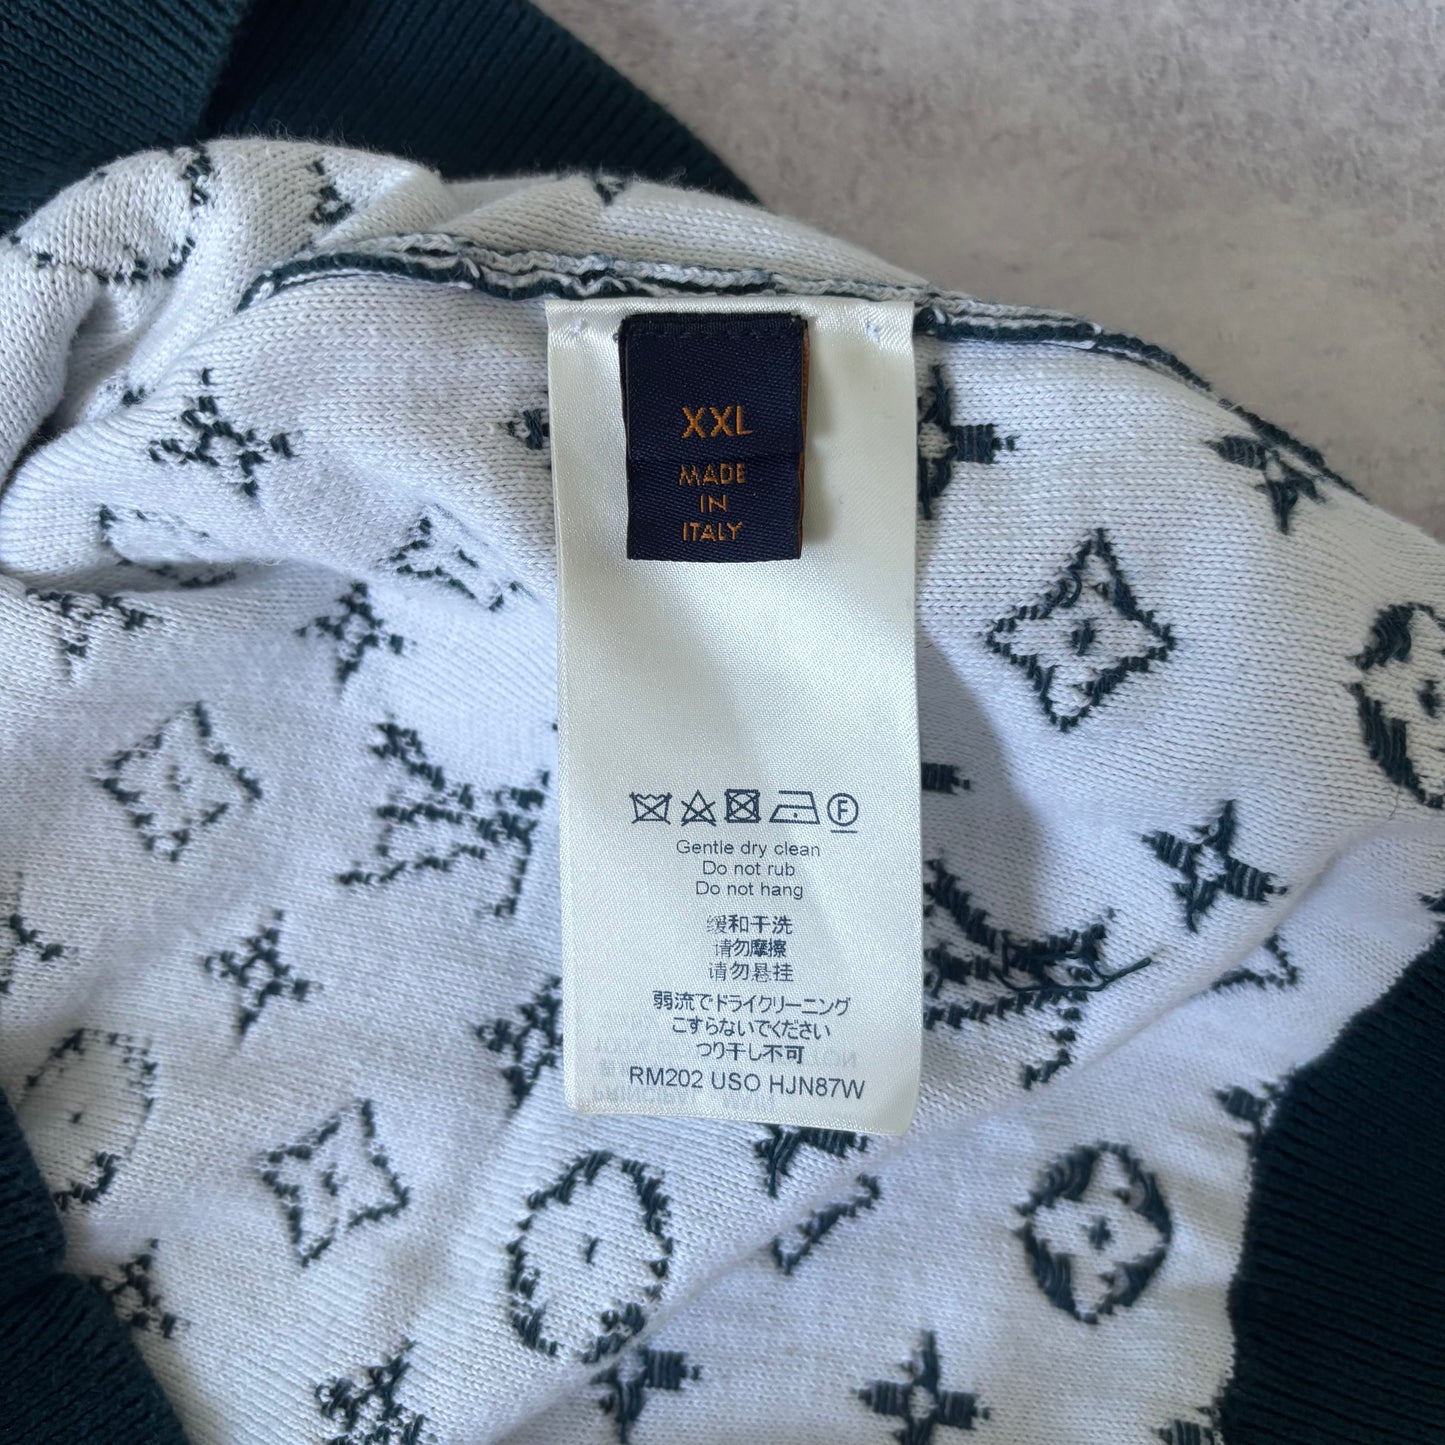 XXL
MADE
IN
ITALY
F
Gentle dry clean
Do not rub
Do not hang
缓和干洗
请勿摩擦
请勿悬挂
弱流でドライクリーニング
こすらないでください
つり干し不可
RM202 USO HJN87W